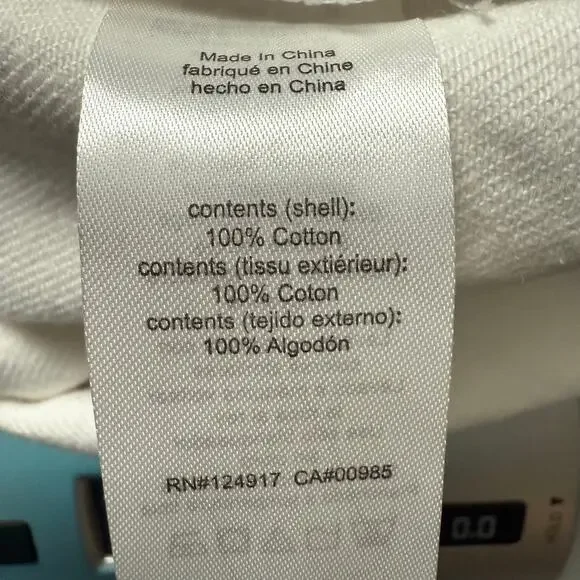 Made in China
fabriqué en Chine
hecho en China
contents (shell):
100% Cotton
contents (tissu extiérieur):
100% Coton
contents (tejido externo):
100% Algodón
RN#124917 CA#00985
0.0